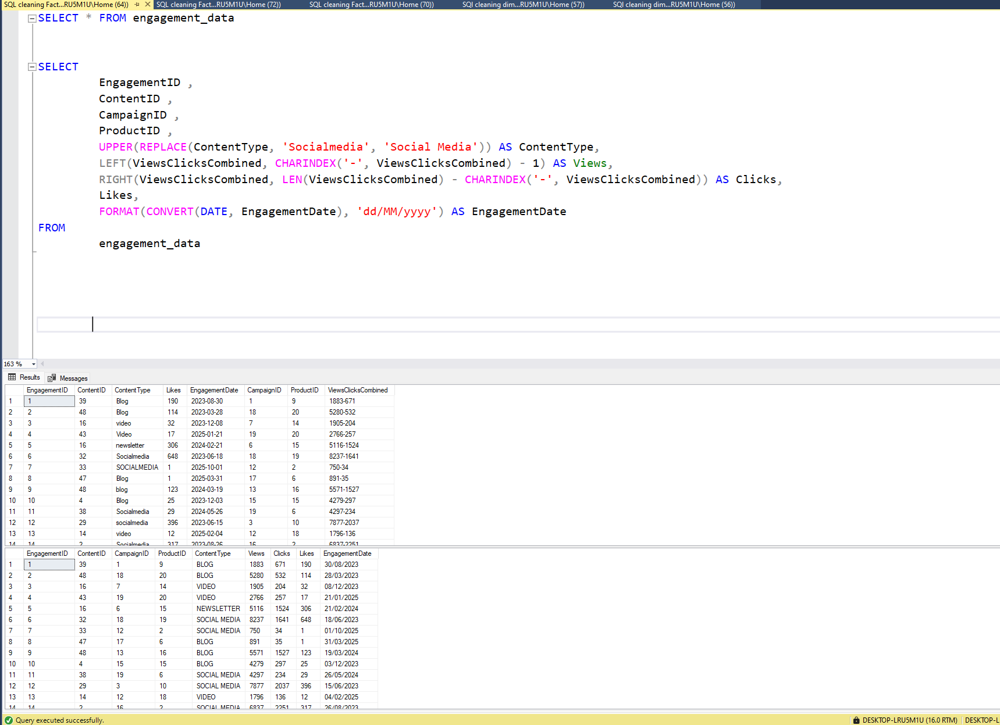 SQL cleaning Fact...RU5M1U\Home (64)) SQL cleaning Fact...RU5M1U\Home (72)) SQL cleaning Fact...RU5M1U\Home (70)) SQl cleaning dim...RU5M1U\Home (57)) SQl cleaning dim...RU5M1U\Home (56))
SELECT * FROM engagement_data
SELECT
EngagementID ,
ContentID ,
CampaignID ,
ProductID ,
UPPER(REPLACE(ContentType, 'Socialmedia', 'Social Media')) AS ContentType,
LEFT(ViewsClicksCombined, CHARINDEX('-', ViewsClicksCombined) - 1) AS Views,
RIGHT(ViewsClicksCombined, LEN(ViewsClicksCombined) - CHARINDEX('-', ViewsClicksCombined)) AS Clicks,
Likes,
FORMAT(CONVERT(DATE, EngagementDate), 'dd/MM/yyyy') AS EngagementDate
FROM
engagement_data
163 %
Results Messages
EngagementID ContentID ContentType Likes EngagementDate CampaignID ProductID ViewsClicksCombined
1 1 39 Blog 190 2023-08-30 1 9 1883-671
2 2 48 Blog 114 2023-03-28 18 20 5280-532
3 3 16 video 32 2023-12-08 7 14 1905-204
4 4 43 Video 17 2025-01-21 19 20 2766-257
5 5 16 newsletter 306 2024-02-21 6 15 5116-1524
6 6 32 Socialmedia 648 2023-06-18 18 19 8237-1641
7 7 33 SOCIALMEDIA 1 2025-10-01 12 2 750-34
8 8 47 Blog 1 2025-03-31 17 6 891-35
9 9 48 blog 123 2024-03-19 13 16 5571-1527
10 10 4 Blog 25 2023-12-03 15 15 4279-297
11 11 38 Socialmedia 29 2024-05-26 19 6 4297-234
12 12 29 socialmedia 396 2023-06-15 3 10 7877-2037
13 13 14 video 12 2025-02-04 12 18 1796-136
14 14 2 Socialmedia 317 2023-08-26 16 2 6837-2251
EngagementID ContentID CampaignID ProductID ContentType Views Clicks Likes EngagementDate
1 1 39 1 9 BLOG 1883 671 190 30/08/2023
2 2 48 18 20 BLOG 5280 532 114 28/03/2023
3 3 16 7 14 VIDEO 1905 204 32 08/12/2023
4 4 43 19 20 VIDEO 2766 257 17 21/01/2025
5 5 16 6 15 NEWSLETTER 5116 1524 306 21/02/2024
6 6 32 18 19 SOCIAL MEDIA 8237 1641 648 18/06/2023
7 7 33 12 2 SOCIAL MEDIA 750 34 1 01/10/2025
8 8 47 17 6 BLOG 891 35 1 31/03/2025
9 9 48 13 16 BLOG 5571 1527 123 19/03/2024
10 10 4 15 15 BLOG 4279 297 25 03/12/2023
11 11 38 19 6 SOCIAL MEDIA 4297 234 29 26/05/2024
12 12 29 3 10 SOCIAL MEDIA 7877 2037 396 15/06/2023
13 13 14 12 18 VIDEO 1796 136 12 04/02/2025
14 14 2 16 2 SOCIAL MEDIA 6837 2251 317 26/08/2023
Query executed successfully. DESKTOP-LRU5M1U (16.0 RTM) DESKTOP-L